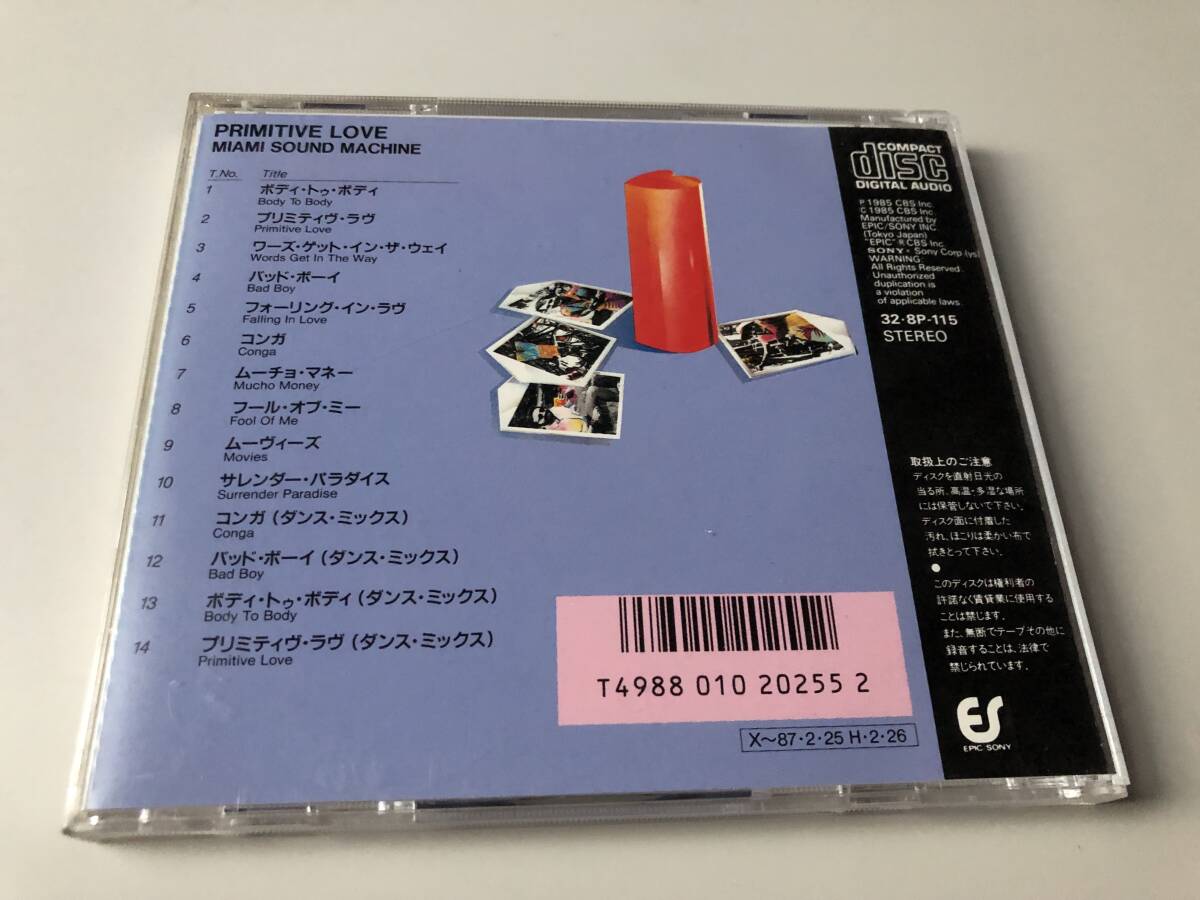 PRIMITIVE LOVE
MIAMI SOUND MACHINE
T.No. Title
1 ボディ・トゥ・ボディ
Body To Body
2 プリミティヴ・ラヴ
Primitive Love
3 ワーズ・ゲット・イン・ザ・ウェイ
Words Get In The Way
4 バッド・ボーイ
Bad Boy
5 フォーリング・イン・ラヴ
Falling In Love
6 コンガ
Conga
7 ムーチョ・マネー
Mucho Money
8 フール・オブ・ミー
Fool Of Me
9 ムーヴィーズ
Movies
10 サレンダー・パラダイス
Surrender Paradise
11 コンガ(ダンス・ミックス)
Conga
12 バッド・ボーイ(ダンス・ミックス)
Bad Boy
13 ボディ・トゥ・ボディ(ダンス・ミックス)
Body To Body
14 プリミティヴ・ラヴ(ダンス・ミックス)
Primitive Love
COMPACT
disc
DIGITAL AUDIO
℗ 1985 CBS Inc.
© 1985 CBS Inc.
Manufactured by
EPIC/SONY INC.
(Tokyo Japan)
"EPIC" ® CBS Inc.
SONY® Sony Corp (ys)
WARNING:
All Rights Reserved.
Unauthorized
duplication is
a violation
of applicable laws.
32・8P-115
STEREO
取扱上のご注意
ディスクを直射日光の
当る所、高温・多湿な場所
には保管しないで下さい。
ディスク面に付着した
汚れ、ほこりは柔かい布で
拭きとって下さい。
●
このディスクは権利者の
許諾なく賃貸業に使用する
ことは禁じます。
また、無断でテープその他に
録音することは、法律で
禁じられています。
T4988 010 20255 2
X〜87・2・25 H・2・26
ES
EPIC SONY